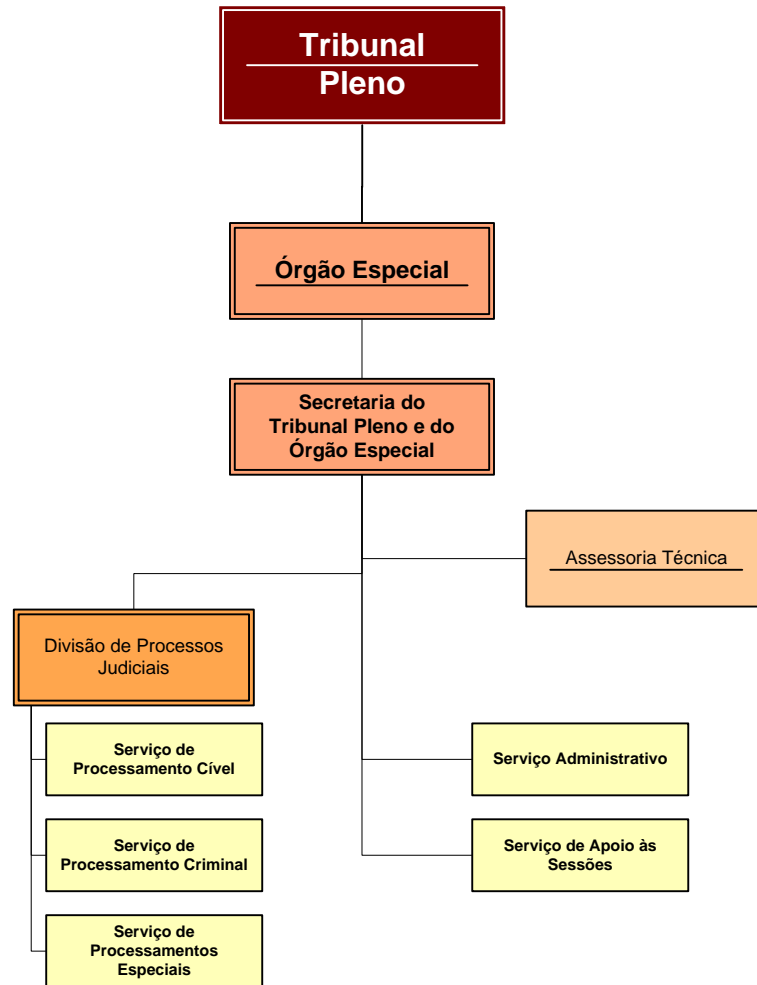 Tribunal
Pleno
Órgão Especial
Secretaria do
Tribunal Pleno e do
Órgão Especial
Assessoria Técnica
Divisão de Processos
Judiciais
Serviço de
Processamento Cível
Serviço Administrativo
Serviço de
Processamento Criminal
Serviço de Apoio às
Sessões
Serviço de
Processamentos
Especiais